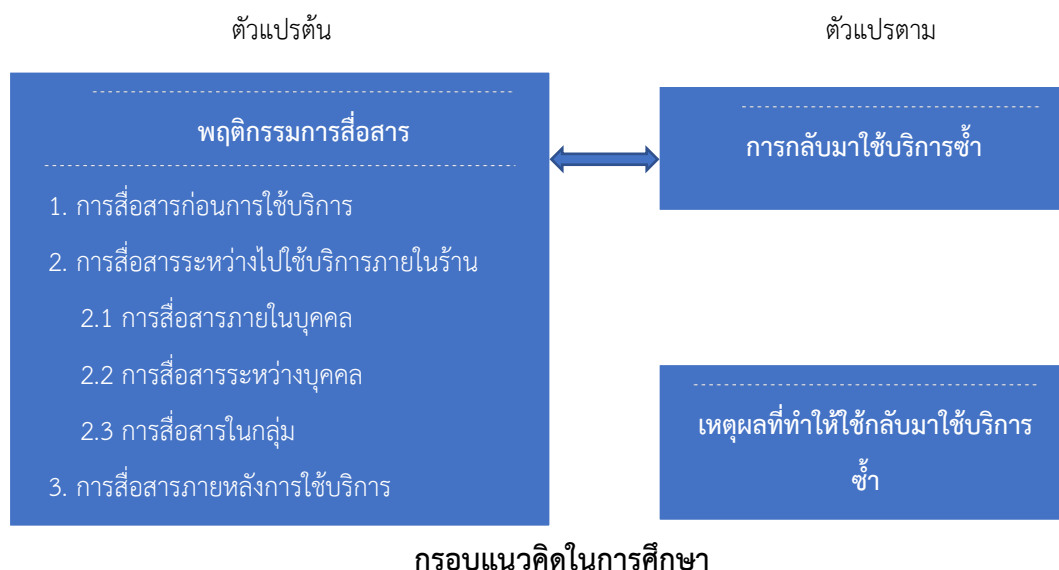 ตัวแปรต้น
ตัวแปรตาม
พฤติกรรมการสื่อสาร
1. การสื่อสารก่อนการใช้บริการ
2. การสื่อสารระหว่างไปใช้บริการภายในร้าน
2.1 การสื่อสารภายในบุคคล
2.2 การสื่อสารระหว่างบุคคล
2.3 การสื่อสารในกลุ่ม
3. การสื่อสารภายหลังการใช้บริการ
การกลับมาใช้บริการซ้ำ
เหตุผลที่ทำให้ใช้กลับมาใช้บริการ
ซ้ำ
กรอบแนวคิดในการศึกษา